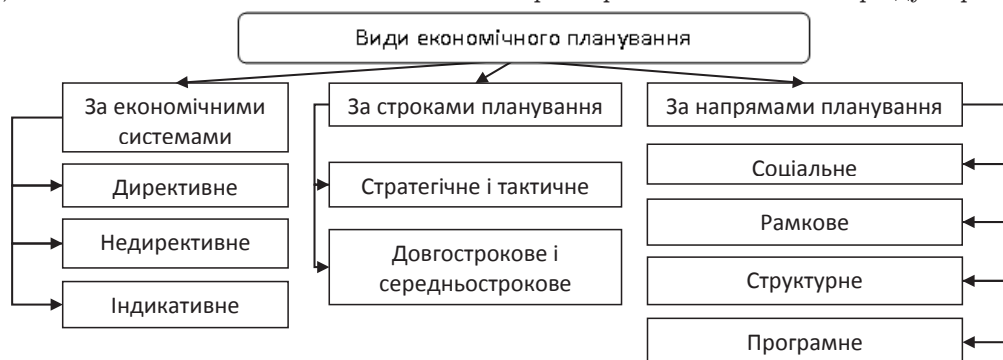 Види економічного планування
За економічними
системами
Директивне
Недирективне
Індикативне
За строками планування
Стратегічне і тактичне
Довгострокове і
середньострокове
За напрямами планування
Соціальне
Рамкове
Структурне
Програмне